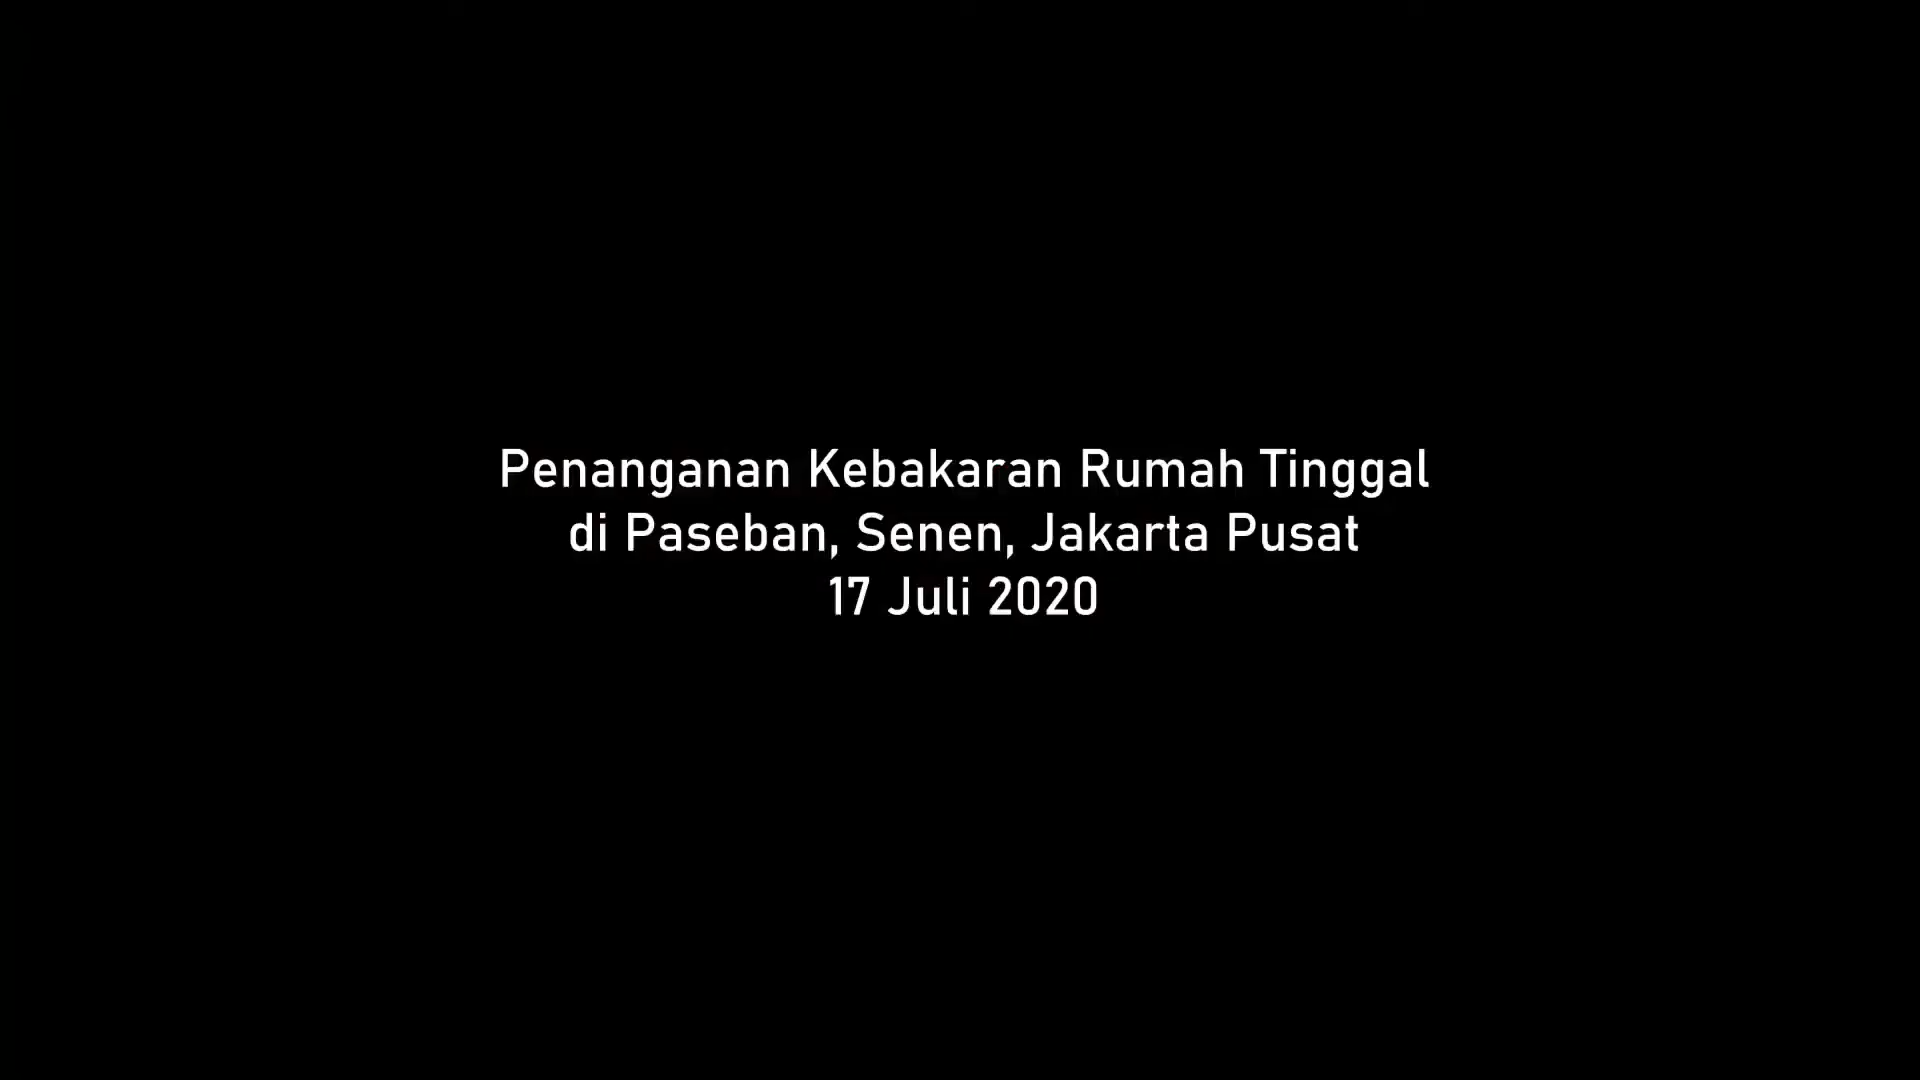 Penanganan Kebakaran Rumah Tinggal
di Paseban, Senen, Jakarta Pusat
17 Juli 2020